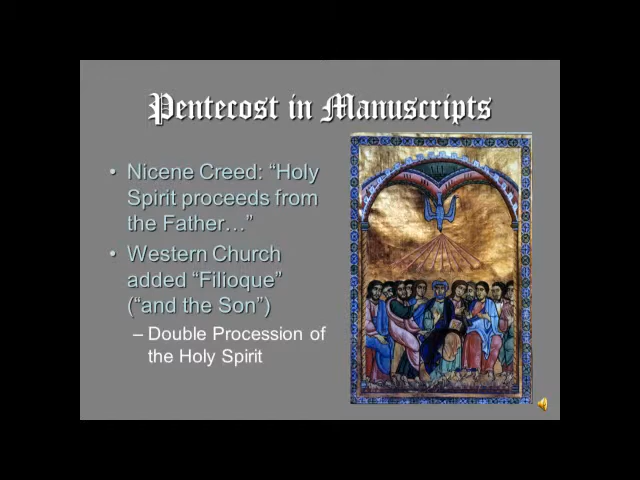 Pentecost in Manuscripts
• Nicene Creed: “Holy
Spirit proceeds from
the Father…”
• Western Church
added “Filioque”
(“and the Son”)
– Double Procession of
the Holy Spirit